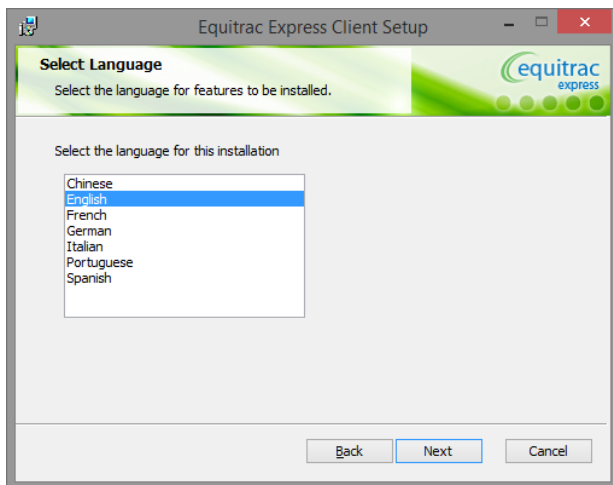 Equitrac Express Client Setup
Select Language
Select the language for features to be installed.
equitrac
express
Select the language for this installation
Chinese
English
French
German
Italian
Portuguese
Spanish
Back
Next
Cancel